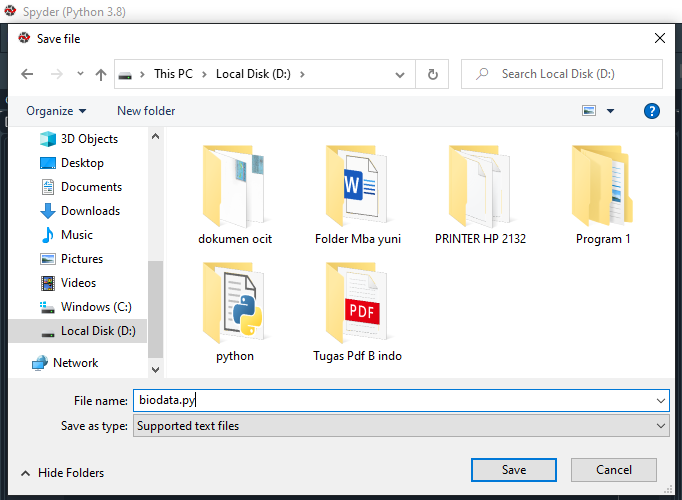 Spyder (Python 3.8)
Save file
This PC > Local Disk (D:) >
Search Local Disk (D:)
Organize
New folder
3D Objects
Desktop
Documents
Downloads
Music
Pictures
Videos
Windows (C:)
Local Disk (D:)
Network
dokumen ocit
Folder Mba yuni
PRINTER HP 2132
Program 1
W
python
Tugas Pdf B indo
PDF
File name:
biodata.py
Save as type:
Supported text files
Hide Folders
Save
Cancel